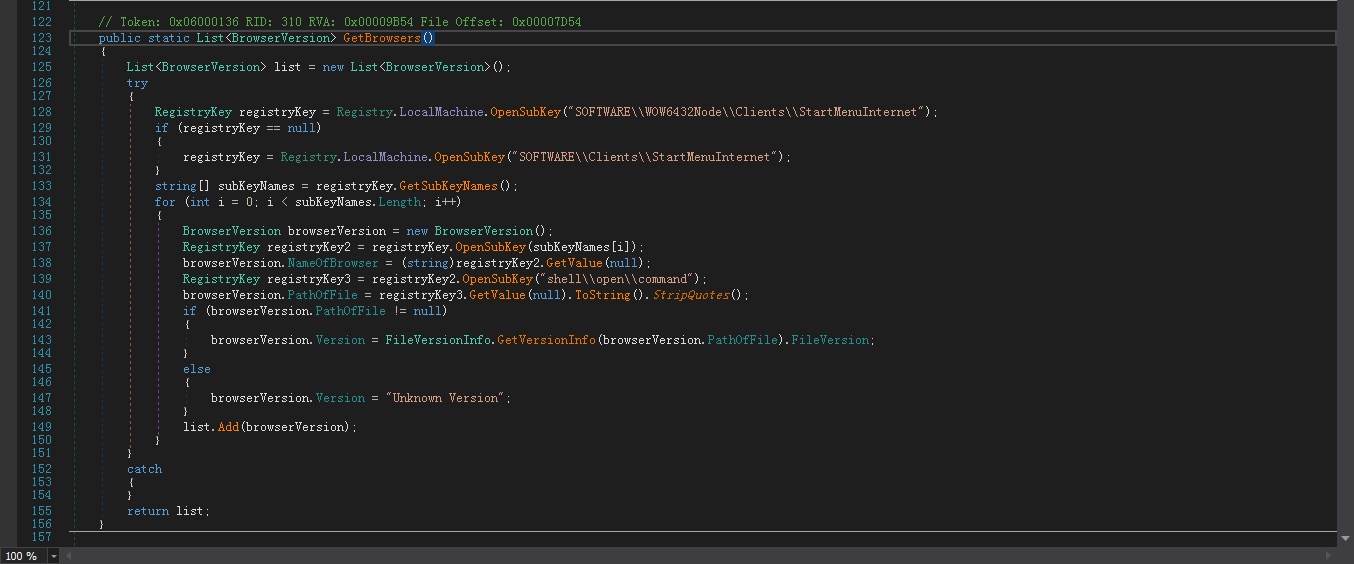 121
122 // Token: 0x06000136 RID: 310 RVA: 0x00009B54 File Offset: 0x00007D54
123 public static List<BrowserVersion> GetBrowsers()
124 {
125 List<BrowserVersion> list = new List<BrowserVersion>();
126 try
127 {
128 RegistryKey registryKey = Registry.LocalMachine.OpenSubKey("SOFTWARE\\WOW6432Node\\Clients\\StartMenuInternet");
129 if (registryKey == null)
130 {
131 registryKey = Registry.LocalMachine.OpenSubKey("SOFTWARE\\Clients\\StartMenuInternet");
132 }
133 string[] subKeyNames = registryKey.GetSubKeyNames();
134 for (int i = 0; i < subKeyNames.Length; i++)
135 {
136 BrowserVersion browserVersion = new BrowserVersion();
137 RegistryKey registryKey2 = registryKey.OpenSubKey(subKeyNames[i]);
138 browserVersion.NameOfBrowser = (string)registryKey2.GetValue(null);
139 RegistryKey registryKey3 = registryKey2.OpenSubKey("shell\\open\\command");
140 browserVersion.PathOfFile = registryKey3.GetValue(null).ToString().StripQuotes();
141 if (browserVersion.PathOfFile != null)
142 {
143 browserVersion.Version = FileVersionInfo.GetVersionInfo(browserVersion.PathOfFile).FileVersion;
144 }
145 else
146 {
147 browserVersion.Version = "Unknown Version";
148 }
149 list.Add(browserVersion);
150 }
151 }
152 catch
153 {
154 }
155 return list;
156 }
157
100 %